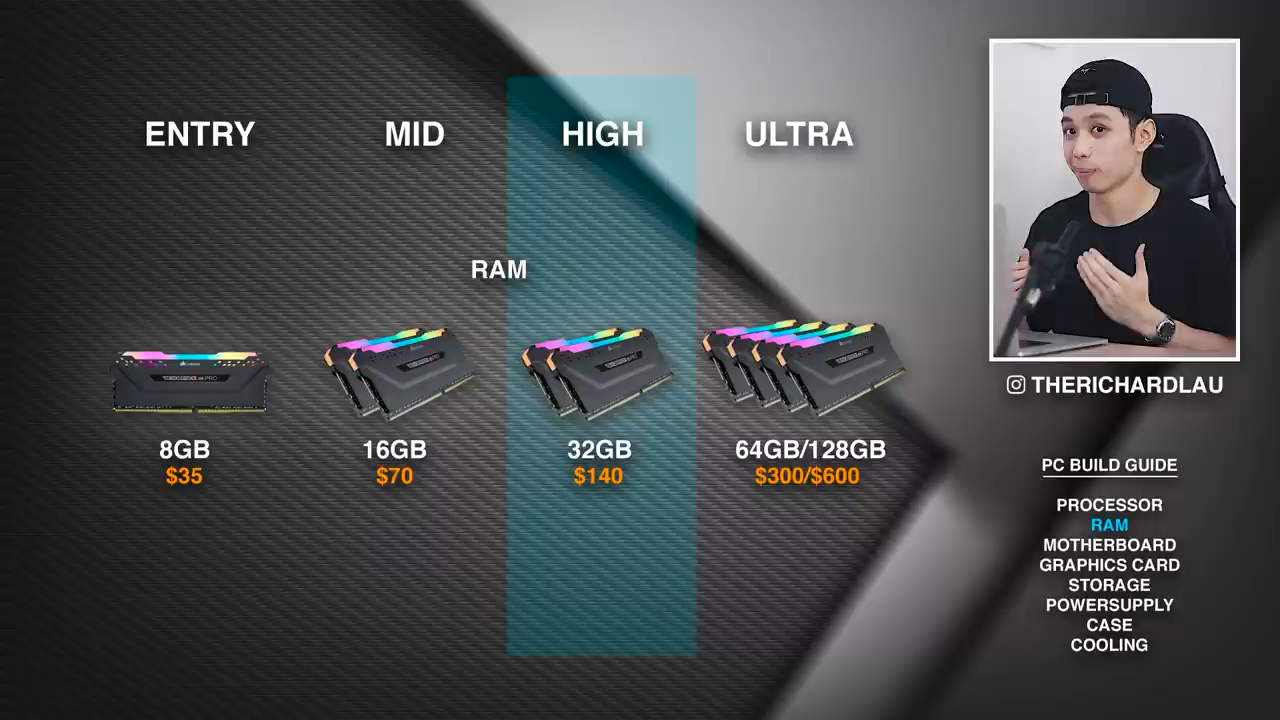 ENTRY
MID
HIGH
ULTRA
RAM
8GB
$35
16GB
$70
32GB
$140
64GB/128GB
$300/$600
THERICHARDLAU
PC BUILD GUIDE
PROCESSOR
RAM
MOTHERBOARD
GRAPHICS CARD
STORAGE
POWERSUPPLY
CASE
COOLING